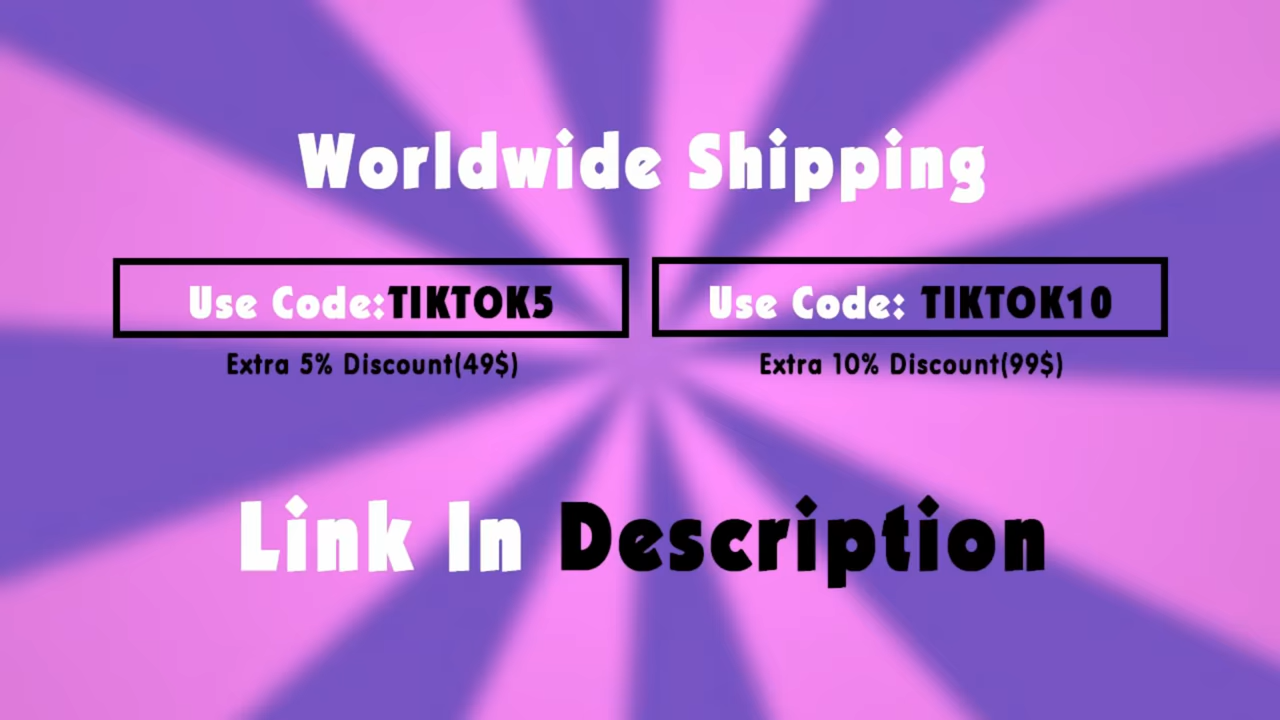 Worldwide Shipping
Use Code:TIKTOK5
Use Code: TIKTOK10
Extra 5% Discount(49$)
Extra 10% Discount(99$)
Link In Description